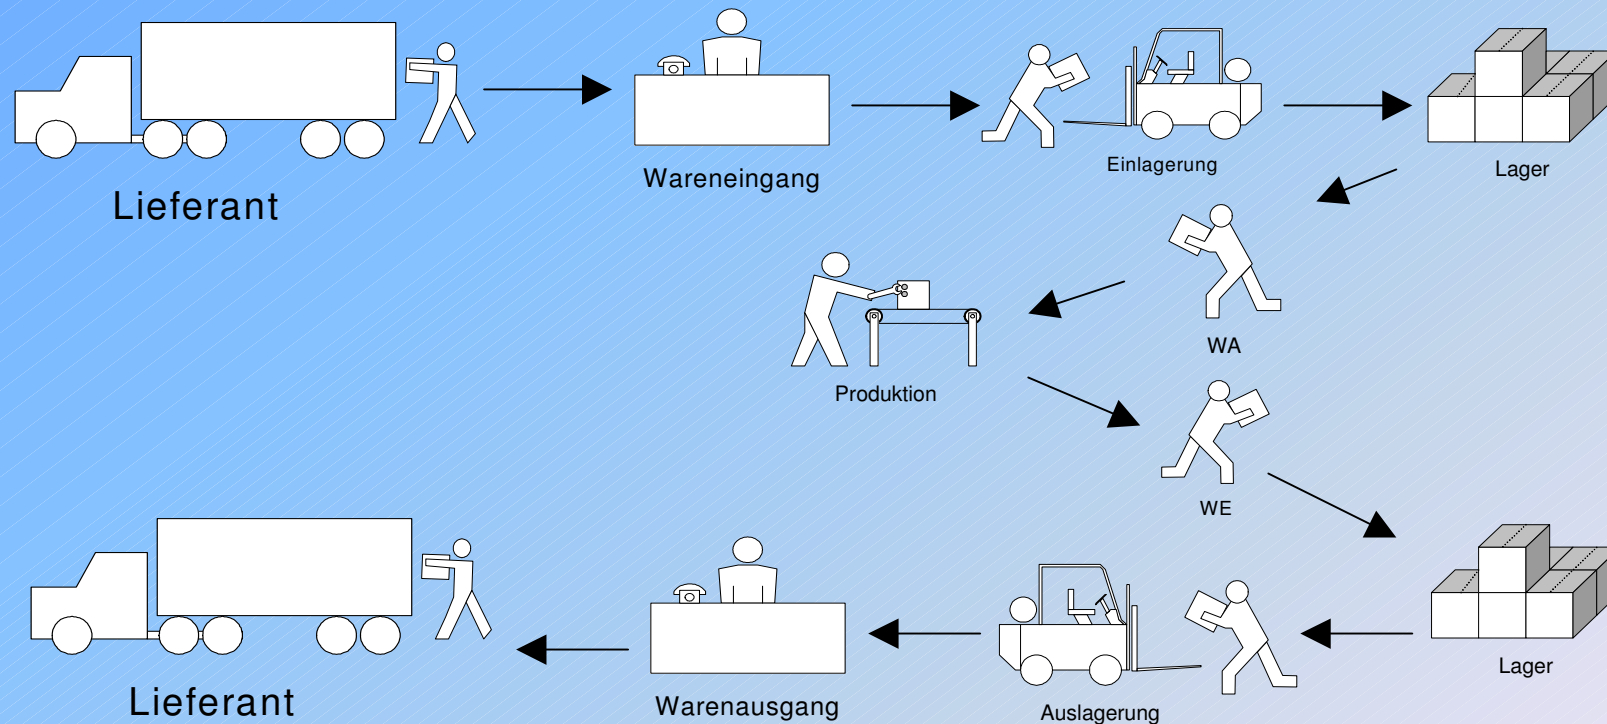 Lieferant
Wareneingang
Einlagerung
Lager
WA
Produktion
WE
Lieferant
Warenausgang
Auslagerung
Lager